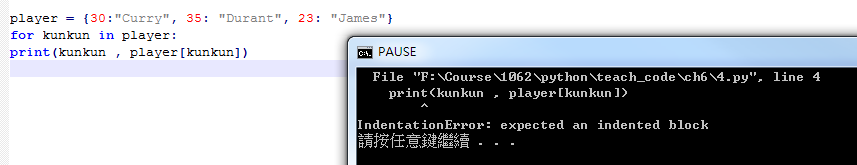 player = {30:"Curry", 35: "Durant", 23: "James"}
for kunkun in player:
print(kunkun , player[kunkun])
PAUSE
File "F:\Course\1062\python\teach_code\ch6\4.py", line 4
print(kunkun , player[kunkun])
^
IndentationError: expected an indented block
請按任意鍵繼續 . . .